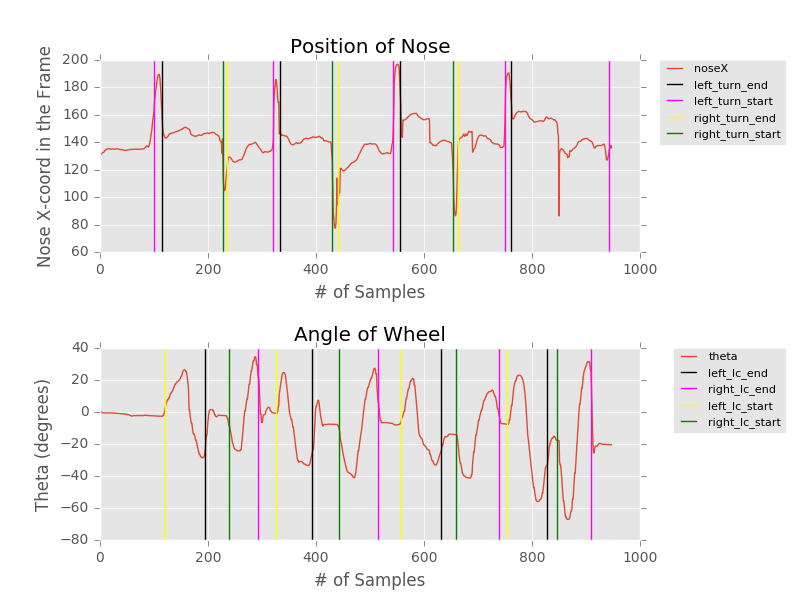 Position of Nose
Nose X-coord in the Frame
200
180
160
140
120
100
80
60
0 200 400 600 800 1000
# of Samples
noseX
left_turn_end
left_turn_start
right_turn_end
right_turn_start
Angle of Wheel
Theta (degrees)
40
20
0
−20
−40
−60
−80
0 200 400 600 800 1000
# of Samples
theta
left_lc_end
right_lc_end
left_lc_start
right_lc_start